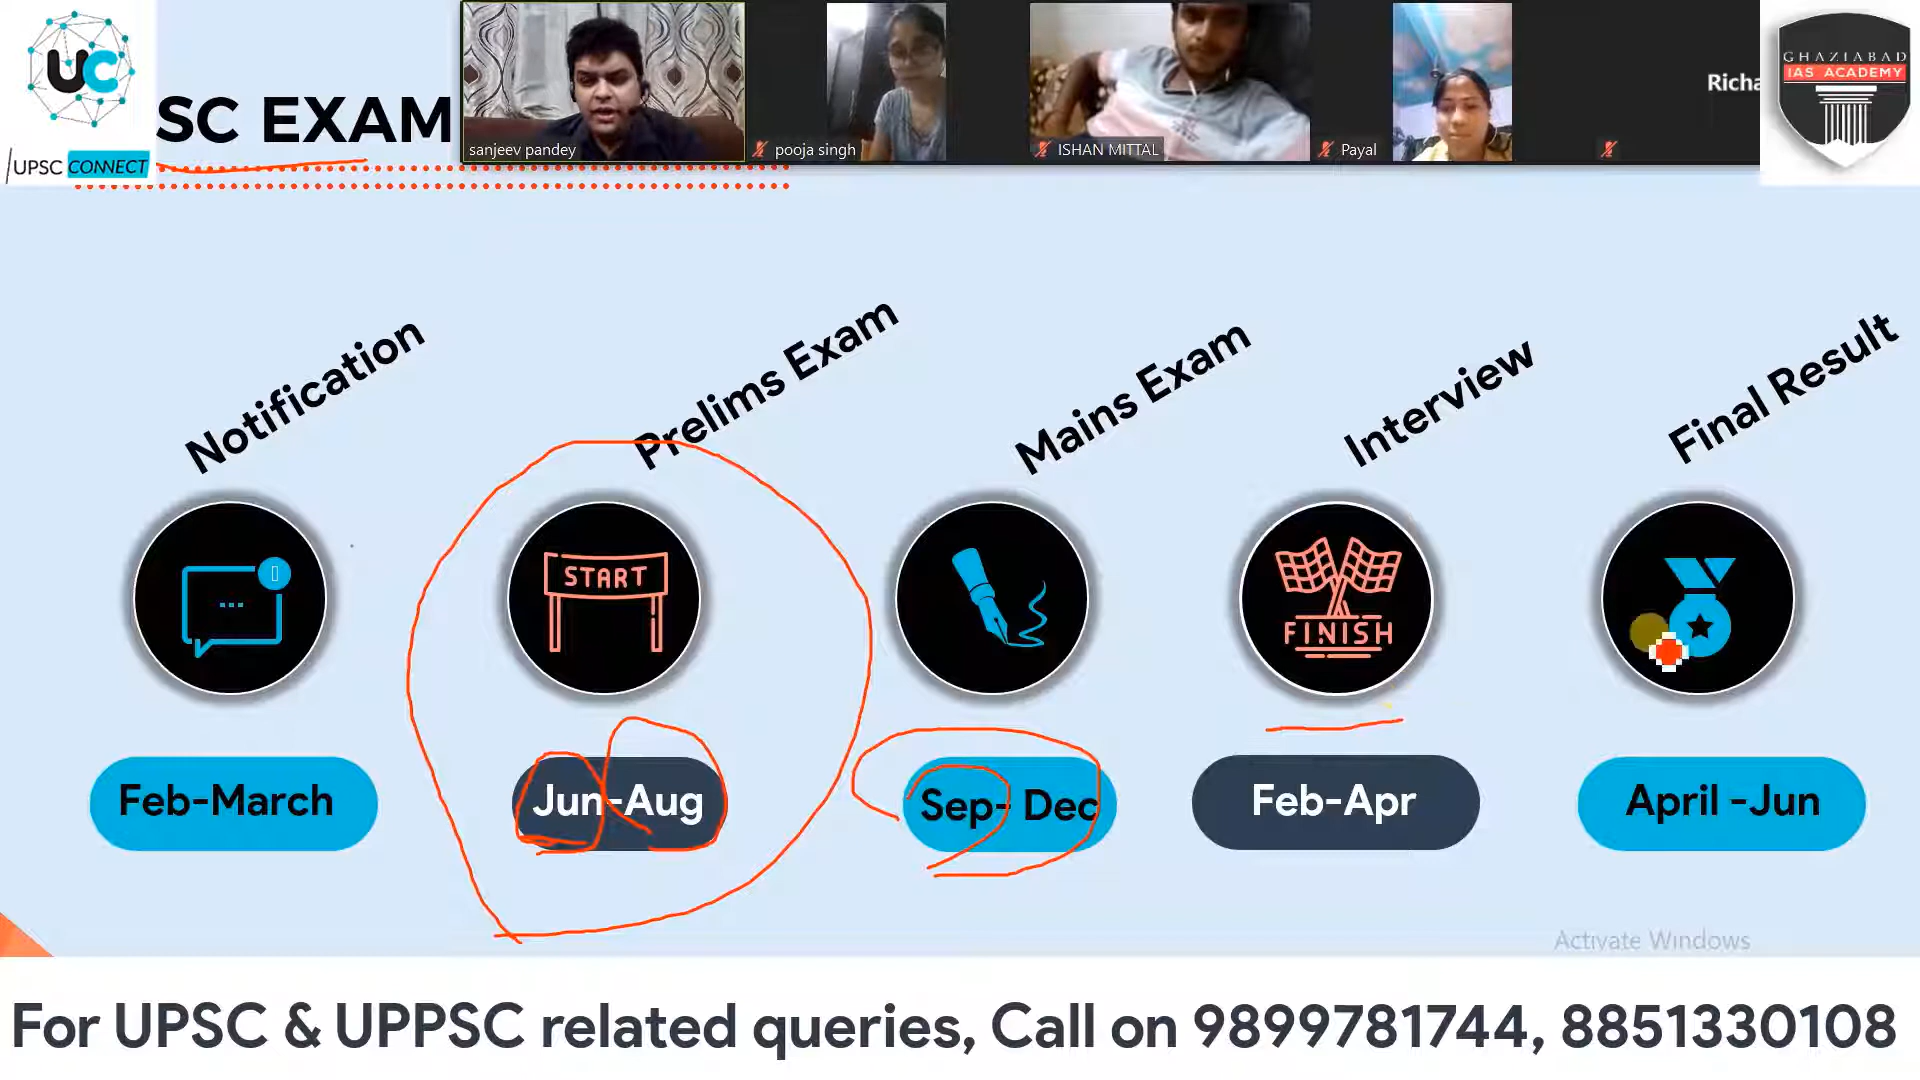 UC
UPSC CONNECT
SC EXAM
sanjeev pandey
pooja singh
ISHAN MITTAL
Payal
Richa
GHAZIABAD
IAS ACADEMY
Notification
Prelims Exam
Mains Exam
Interview
Final Result
START
FINISH
Feb-March
Jun-Aug
Sep- Dec
Feb-Apr
April -Jun
Activate Windows
For UPSC & UPPSC related queries, Call on 9899781744, 8851330108